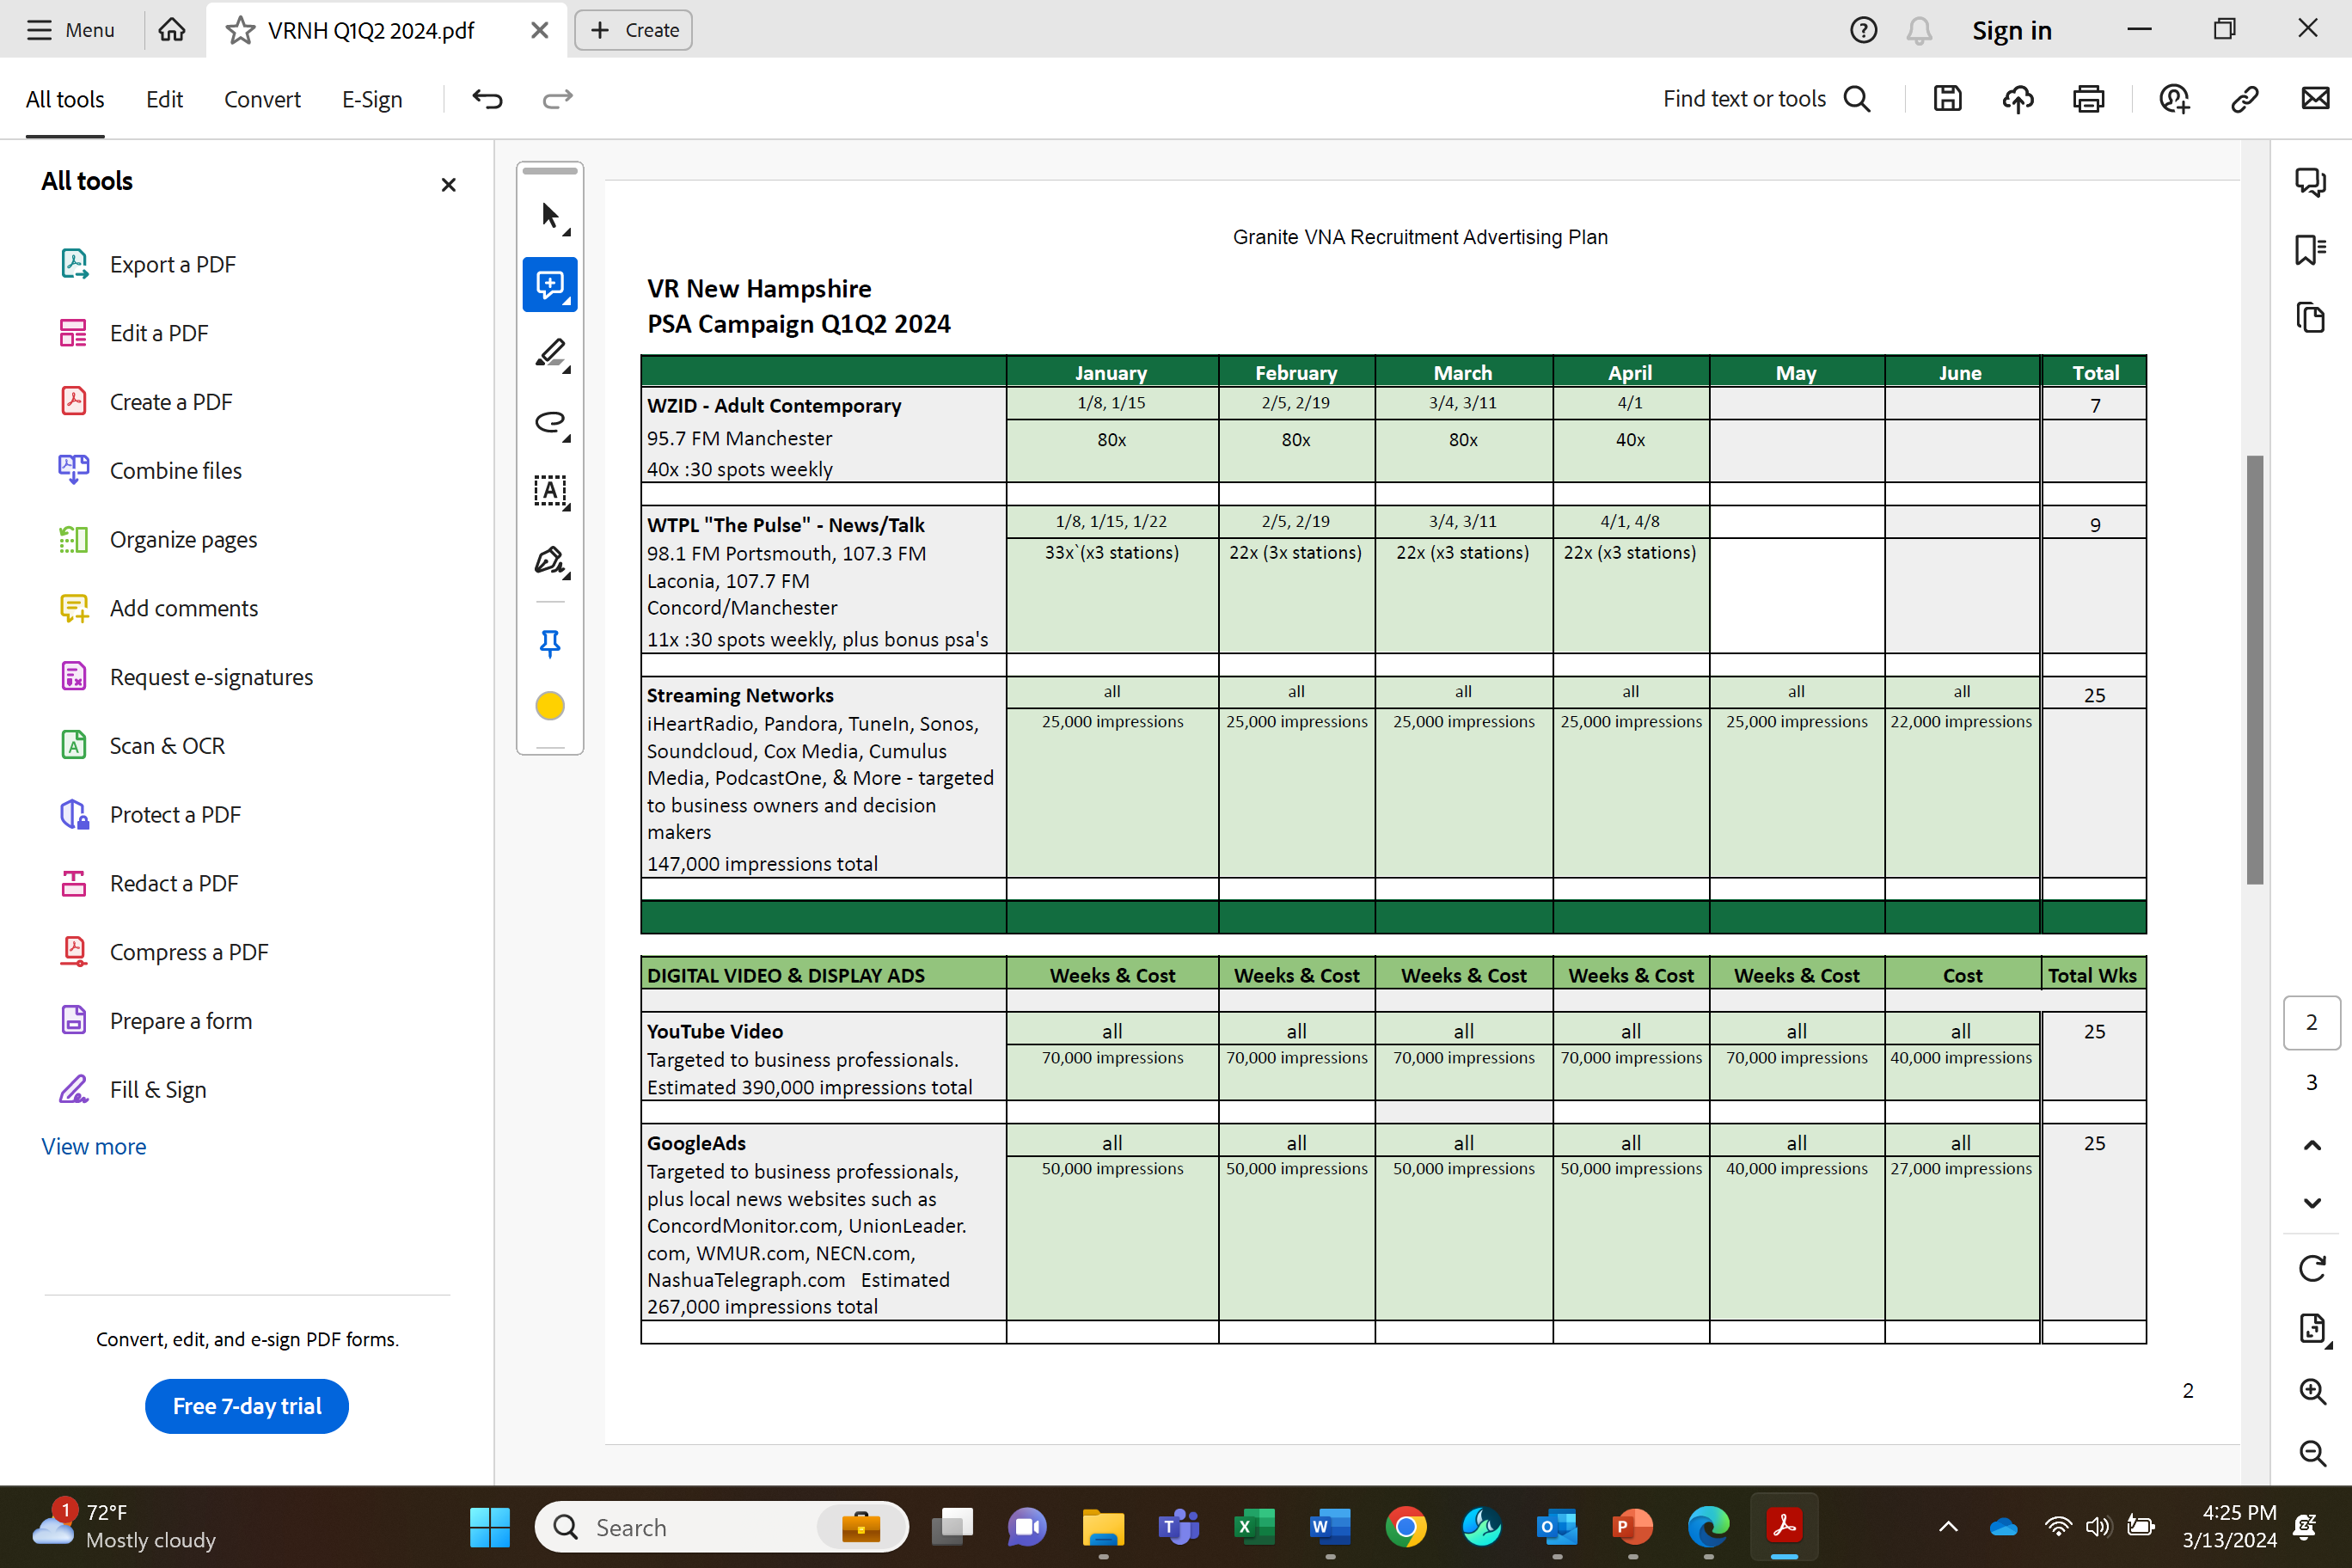 Menu
VRNH Q1Q2 2024.pdf
Create
Sign in
All tools
Edit
Convert
E-Sign
Find text or tools
All tools
Export a PDF
Edit a PDF
Create a PDF
Combine files
Organize pages
Add comments
Request e-signatures
Scan & OCR
Protect a PDF
Redact a PDF
Compress a PDF
Prepare a form
Fill & Sign
View more
Convert, edit, and e-sign PDF forms.
Free 7-day trial
Granite VNA Recruitment Advertising Plan
VR New Hampshire
PSA Campaign Q1Q2 2024
January February March April May June Total
WZID - Adult Contemporary 1/8, 1/15 2/5, 2/19 3/4, 3/11 4/1 7
95.7 FM Manchester 80x 80x 80x 40x
40x :30 spots weekly
WTPL "The Pulse" - News/Talk 1/8, 1/15, 1/22 2/5, 2/19 3/4, 3/11 4/1, 4/8 9
98.1 FM Portsmouth, 107.3 FM 33x`(x3 stations) 22x (3x stations) 22x (x3 stations) 22x (x3 stations)
Laconia, 107.7 FM
Concord/Manchester
11x :30 spots weekly, plus bonus psa's
Streaming Networks all all all all all all 25
iHeartRadio, Pandora, TuneIn, Sonos, 25,000 impressions 25,000 impressions 25,000 impressions 25,000 impressions 25,000 impressions 22,000 impressions
Soundcloud, Cox Media, Cumulus
Media, PodcastOne, & More - targeted
to business owners and decision
makers
147,000 impressions total
DIGITAL VIDEO & DISPLAY ADS Weeks & Cost Weeks & Cost Weeks & Cost Weeks & Cost Weeks & Cost Cost Total Wks
YouTube Video all all all all all all 25
Targeted to business professionals. 70,000 impressions 70,000 impressions 70,000 impressions 70,000 impressions 70,000 impressions 40,000 impressions
Estimated 390,000 impressions total
GoogleAds all all all all all all 25
Targeted to business professionals, 50,000 impressions 50,000 impressions 50,000 impressions 50,000 impressions 40,000 impressions 27,000 impressions
plus local news websites such as
ConcordMonitor.com, UnionLeader.
com, WMUR.com, NECN.com,
NashuaTelegraph.com Estimated
267,000 impressions total
2
2
3
1
72°F
Mostly cloudy
Search
4:25 PM
3/13/2024